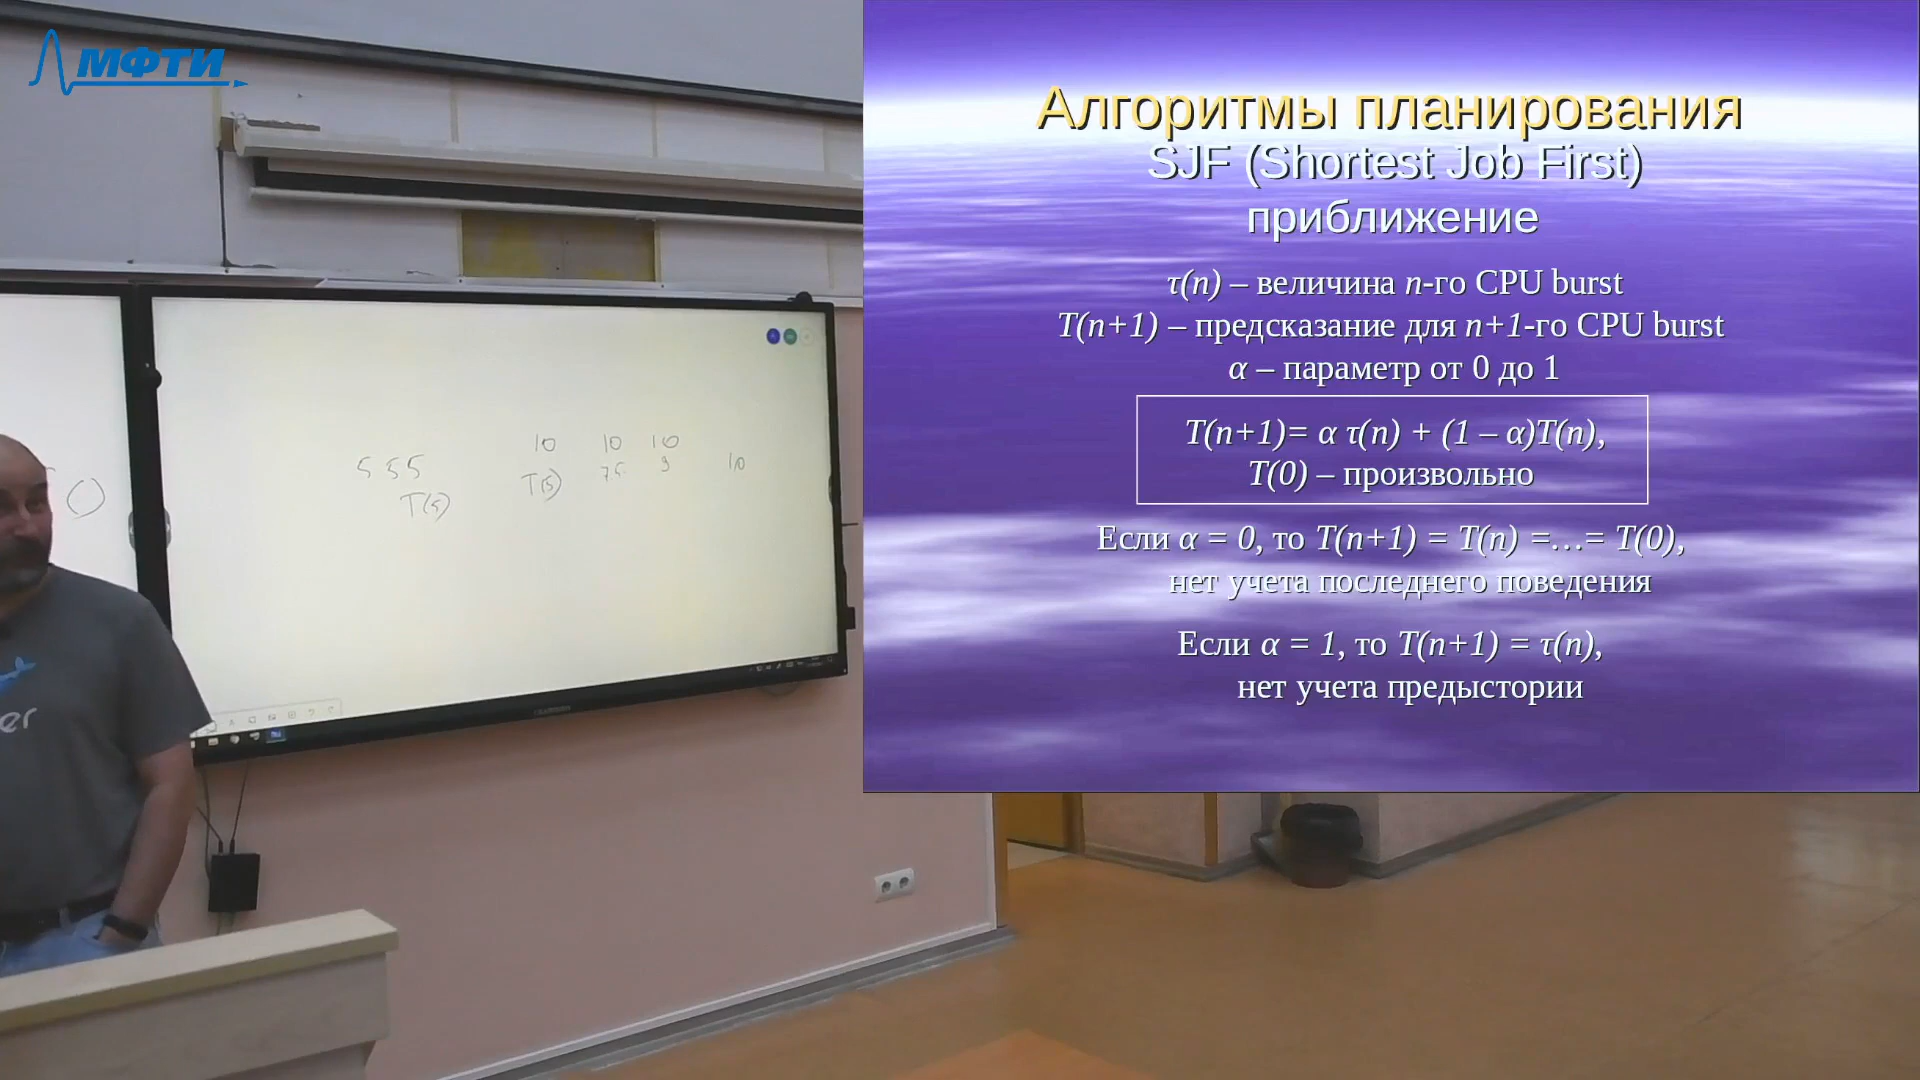 МФТИ
10 10 10
5 5 5 T(5) 7.5 9 10
T(5)
er
Алгоритмы планирования
SJF (Shortest Job First)
приближение
τ(n) – величина n-го CPU burst
T(n+1) – предсказание для n+1-го CPU burst
α – параметр от 0 до 1
T(n+1)= α τ(n) + (1 – α)T(n),
T(0) – произвольно
Если α = 0, то T(n+1) = T(n) =…= T(0),
нет учета последнего поведения
Если α = 1, то T(n+1) = τ(n),
нет учета предыстории